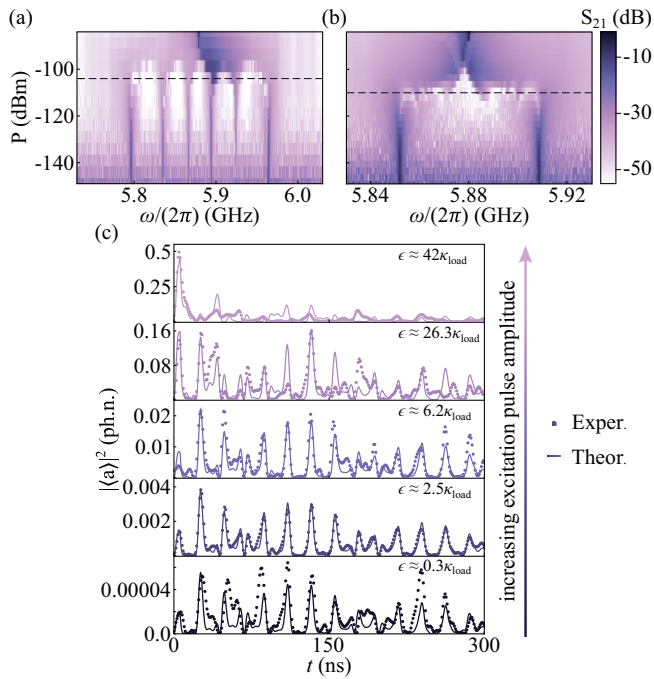 (a)
(b)
S21 (dB)
P (dBm)
-100
-120
-140
5.8
5.9
6.0
ω/(2π) (GHz)
5.84
5.88
5.92
ω/(2π) (GHz)
-10
-30
-50
(c)
|⟨a⟩|² (ph.n.)
0.5
0.25
ϵ ≈ 42κload
0.16
0.08
ϵ ≈ 26.3κload
0.02
0.01
ϵ ≈ 6.2κload
0.004
0.002
ϵ ≈ 2.5κload
0.00004
0.0
ϵ ≈ 0.3κload
0
150
300
t (ns)
increasing excitation pulse amplitude
Exper.
Theor.